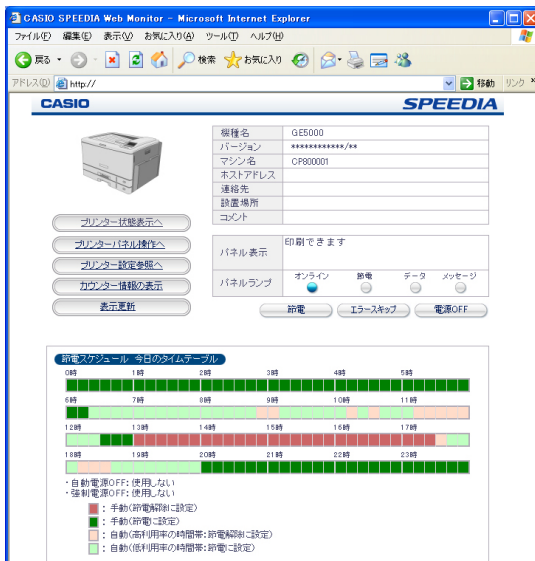 CASIO SPEEDIA Web Monitor - Microsoft Internet Explorer
ファイル(F) 編集(E) 表示(V) お気に入り(A) ツール(T) ヘルプ(H)
戻る 検索 お気に入り
アドレス(D) http:// 移動 リンク »
CASIO SPEEDIA
機種名 GE5000
バージョン ************/**
マシン名 CP800001
ホストアドレス
連絡先
設置場所
コメント
プリンター状態表示へ
プリンターパネル操作へ
プリンター設定参照へ
カウンター情報の表示
表示更新
パネル表示 印刷できます
パネルランプ オンライン 節電 データ メッセージ
節電 エラースキップ 電源OFF
節電スケジュール 今日のタイムテーブル
0時 1時 2時 3時 4時 5時
6時 7時 8時 9時 10時 11時
12時 13時 14時 15時 16時 17時
18時 19時 20時 21時 22時 23時
・自動電源OFF:使用しない
・強制電源OFF:使用しない
:手動(節電解除に設定)
:手動(節電に設定)
:自動(高利用率の時間帯:節電解除に設定)
:自動(低利用率の時間帯:節電に設定)